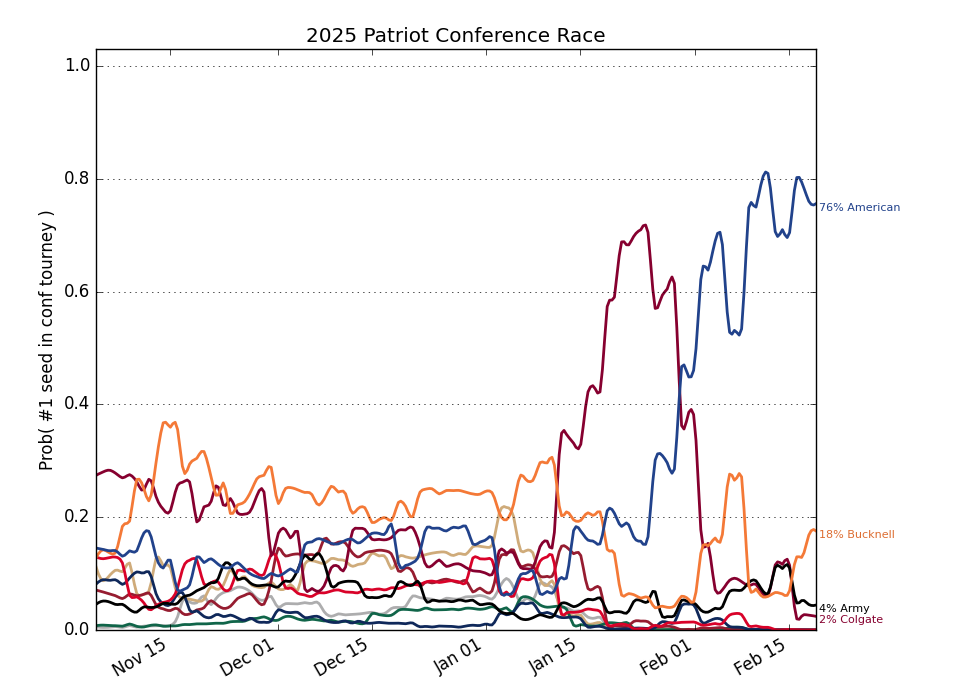 2025 Patriot Conference Race
Prob( #1 seed in conf tourney )
1.0
0.8
0.6
0.4
0.2
0.0
76% American
18% Bucknell
4% Army
2% Colgate
Nov 15
Dec 01
Dec 15
Jan 01
Jan 15
Feb 01
Feb 15